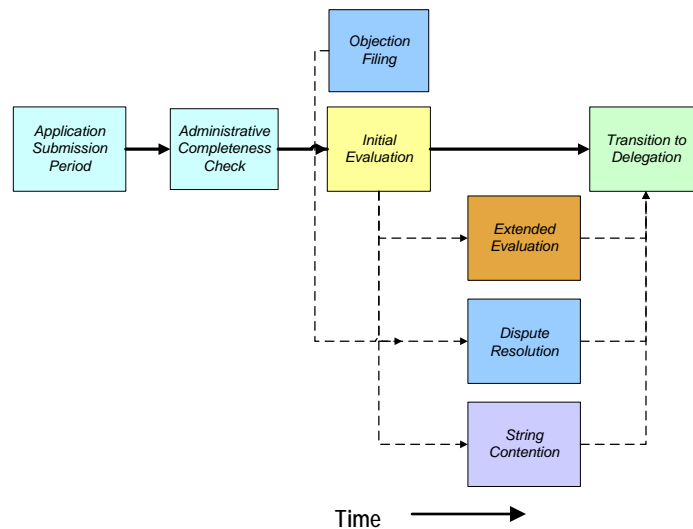 Objection
Filing
Application
Submission
Period
Administrative
Completeness
Check
Initial
Evaluation
Transition to
Delegation
Extended
Evaluation
Dispute
Resolution
String
Contention
Time